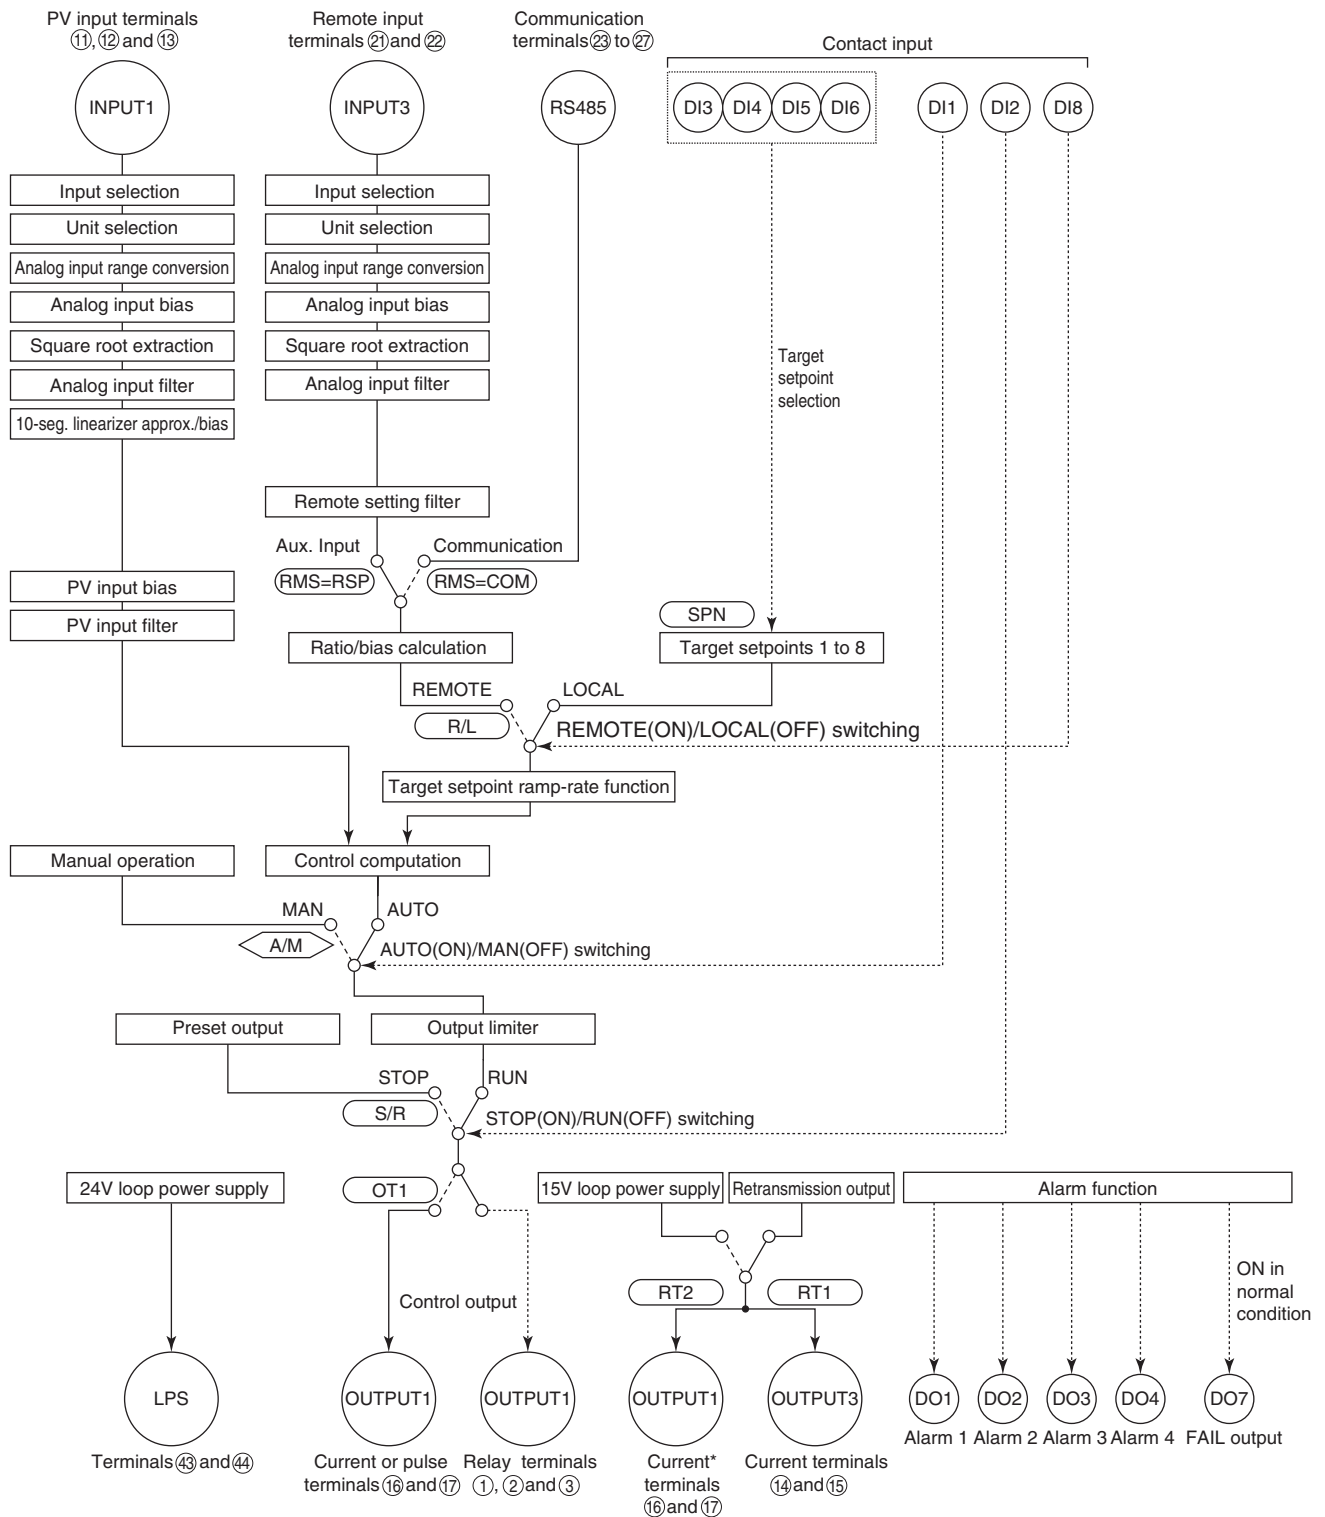 PV input terminals
⑪, ⑫ and ⑬
Remote input
terminals ㉑ and ㉒
Communication
terminals ㉓ to ㉗
Contact input
INPUT1
INPUT3
RS485
DI3
DI4
DI5
DI6
DI1
DI2
DI8
Input selection
Input selection
Unit selection
Unit selection
Analog input range conversion
Analog input range conversion
Analog input bias
Analog input bias
Square root extraction
Square root extraction
Analog input filter
Analog input filter
10-seg. linearizer approx./bias
Target
setpoint
selection
Remote setting filter
Aux. Input
Communication
RMS=RSP
RMS=COM
PV input bias
PV input filter
SPN
Ratio/bias calculation
Target setpoints 1 to 8
REMOTE
LOCAL
R/L
REMOTE(ON)/LOCAL(OFF) switching
Target setpoint ramp-rate function
Manual operation
Control computation
MAN
AUTO
A/M
AUTO(ON)/MAN(OFF) switching
Preset output
Output limiter
STOP
RUN
S/R
STOP(ON)/RUN(OFF) switching
24V loop power supply
OT1
15V loop power supply
Retransmission output
Alarm function
Control output
RT2
RT1
ON in
normal
condition
LPS
OUTPUT1
OUTPUT1
OUTPUT1
OUTPUT3
DO1
DO2
DO3
DO4
DO7
Alarm 1
Alarm 2
Alarm 3
Alarm 4
FAIL output
Terminals ㊸ and ㊹
Current or pulse
terminals ⑯ and ⑰
Relay terminals
①, ② and ③
Current*
terminals
⑯ and ⑰
Current terminals
⑭ and ⑮